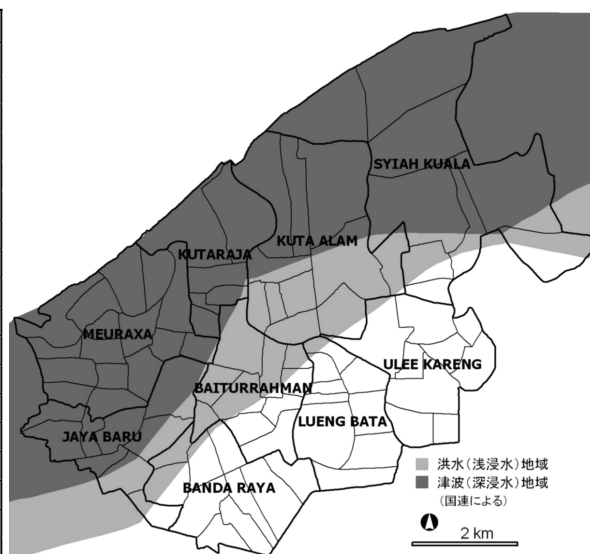 SYIAH KUALA
KUTA ALAM
KUTARAJA
MEURAXA
ULEE KARENG
BAITURRAHMAN
LUENG BATA
JAYA BARU
BANDA RAYA
洪水(浅浸水)地域
津波(深浸水)地域
(国連による)
2 km